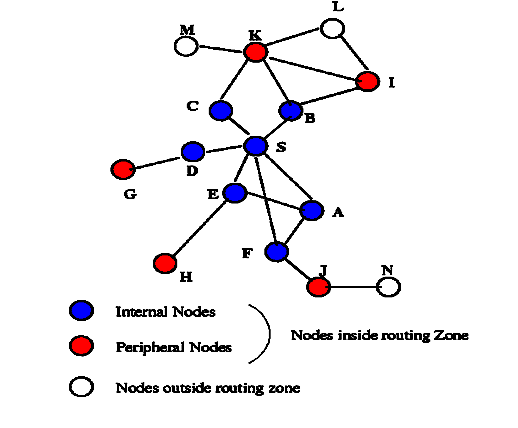 L
M
K
I
C
B
S
D
G
E
A
H
F
J
N
Internal Nodes
Peripheral Nodes
Nodes inside routing Zone
Nodes outside routing zone